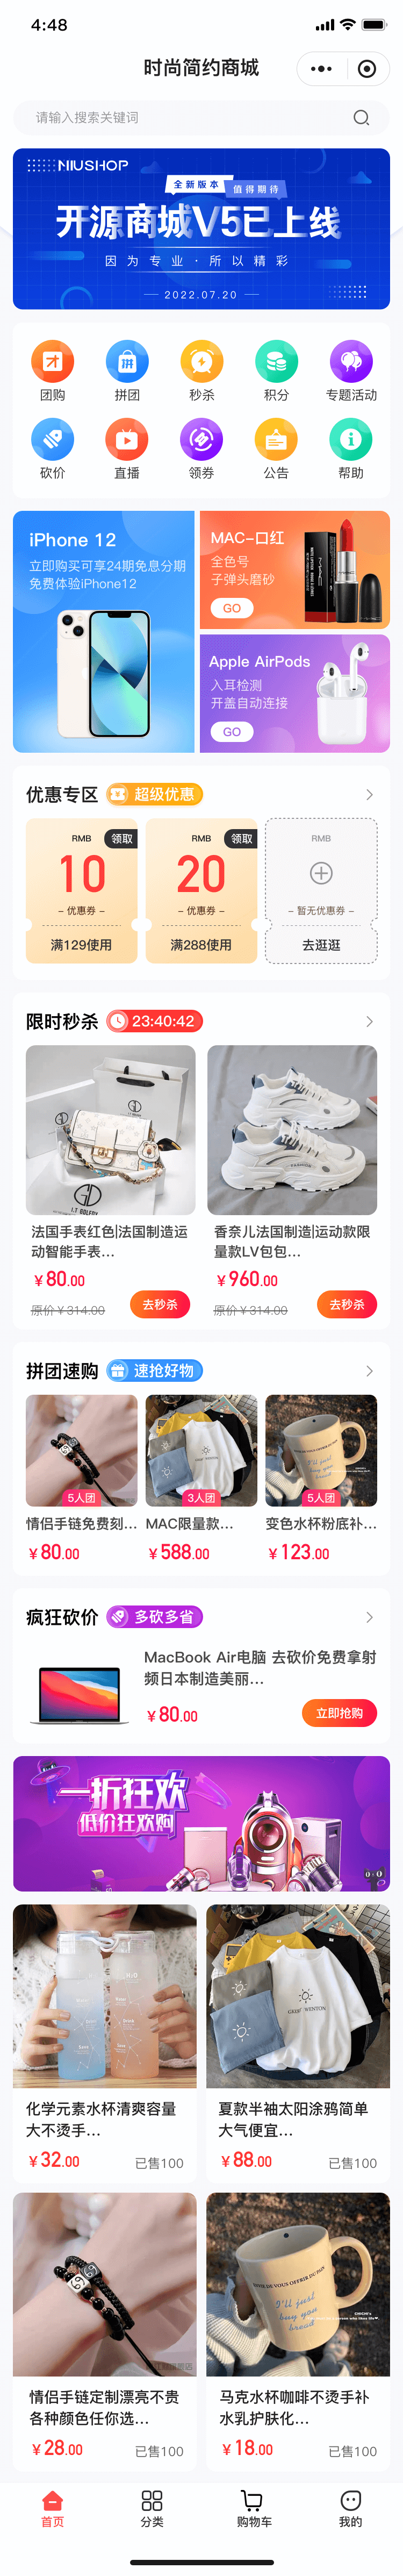 4:48
时尚简约商城
请输入搜索关键词
NIUSHOP
全新版本
值得期待
开源商城V5已上线
因为专业·所以精彩
2022.07.20
团购
拼团
秒杀
积分
专题活动
砍价
直播
领券
公告
帮助
iPhone 12
立即购买可享24期免息分期
免费体验iPhone12
MAC-口红
全色号
子弹头磨砂
GO
Apple AirPods
入耳检测
开盖自动连接
GO
优惠专区
超级优惠
RMB
领取
10
- 优惠券 -
满129使用
RMB
领取
20
- 优惠券 -
满288使用
RMB
- 暂无优惠券 -
去逛逛
限时秒杀
23:40:42
法国手表红色|法国制造运
动智能手表...
¥80.00
原价¥314.00
去秒杀
香奈儿法国制造|运动款限
量款LV包包...
¥960.00
原价¥314.00
去秒杀
拼团速购
速抢好物
5人团
情侣手链免费刻...
¥80.00
3人团
MAC限量款...
¥588.00
5人团
变色水杯粉底补...
¥123.00
疯狂砍价
多砍多省
MacBook Air电脑 去砍价免费拿射
频日本制造美丽...
¥80.00
立即抢购
一折狂欢
低价狂欢购
化学元素水杯清爽容量
大不烫手...
¥32.00
已售100
夏款半袖太阳涂鸦简单
大气便宜...
¥88.00
已售100
I'll just
buy you
bread
情侣手链定制漂亮不贵
各种颜色任你选...
¥28.00
已售100
马克水杯咖啡不烫手补
水乳护肤化...
¥18.00
已售100
首页
分类
购物车
我的